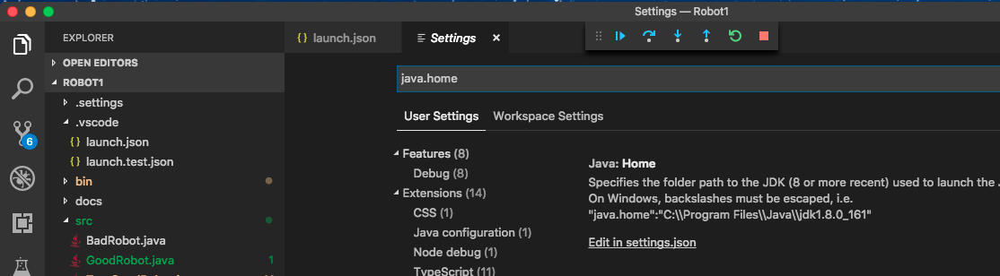 Settings — Robot1
EXPLORER
{ } launch.json
Settings ×
OPEN EDITORS
ROBOT1
java.home
.settings
.vscode
User Settings
Workspace Settings
{ } launch.json
{ } launch.test.json
6
Features (8)
Java: Home
Debug (8)
Specifies the folder path to the JDK (8 or more recent) used to launch the
bin
Extensions (14)
On Windows, backslashes must be escaped, i.e.
docs
CSS (1)
"java.home":"C:\\Program Files\\Java\\jdk1.8.0_161"
src
Java configuration (1)
BadRobot.java
Edit in settings.json
Node debug (1)
GoodRobot.java 1
TypeScript (11)